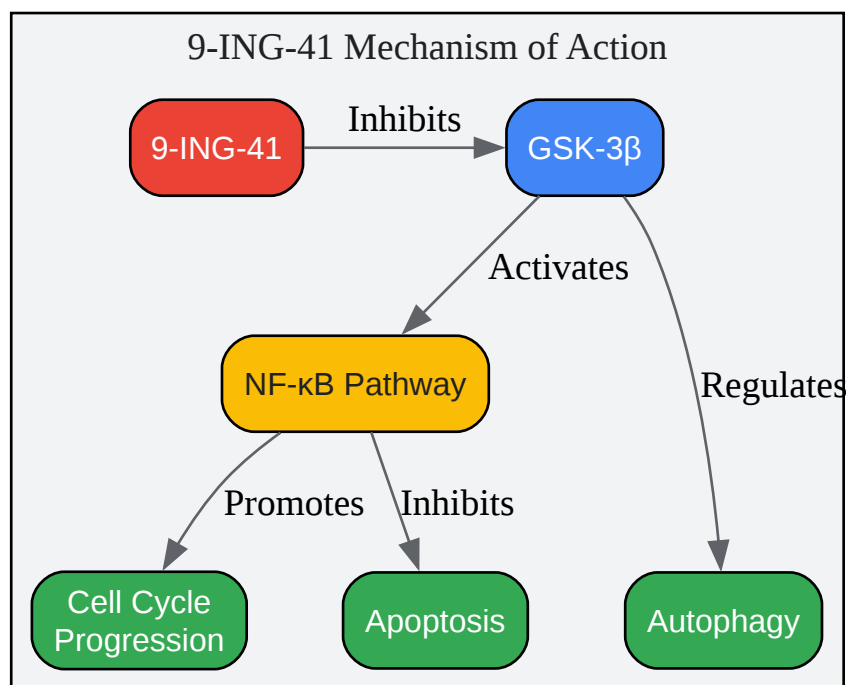 9-ING-41 Mechanism of Action
9-ING-41
Inhibits
GSK-3β
Activates
Regulates
NF-κB Pathway
Promotes
Inhibits
Cell Cycle
Progression
Apoptosis
Autophagy